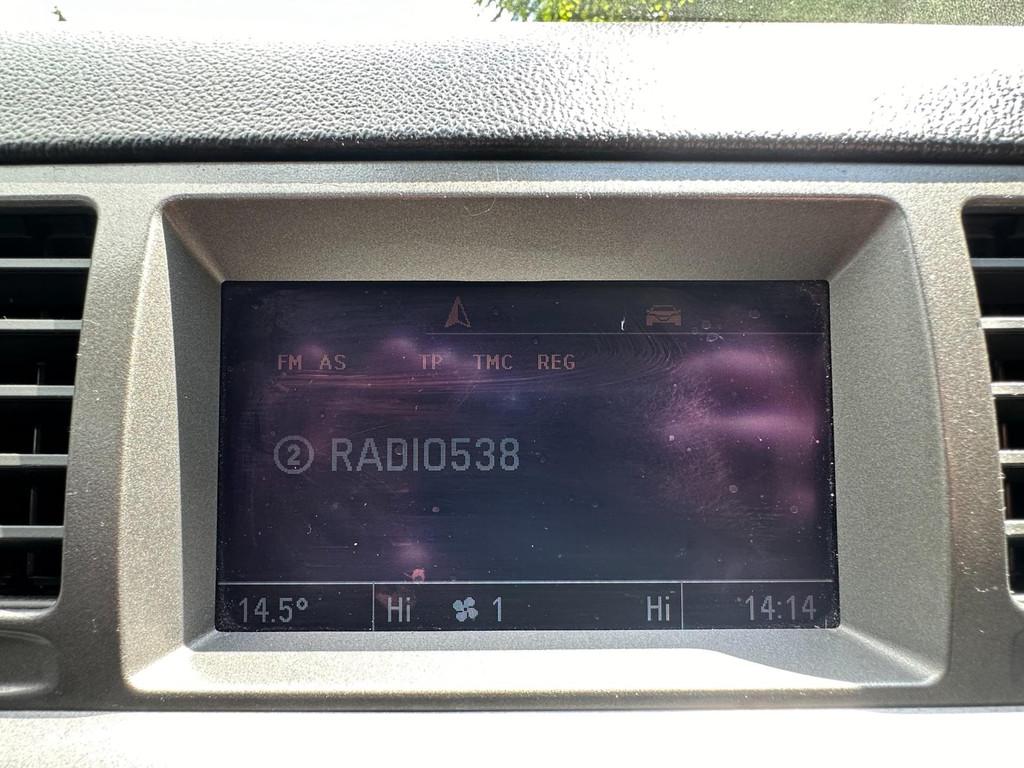 FM AS TP TMC REG
2 RADIO538
14.5° Hi 1 Hi 14:14